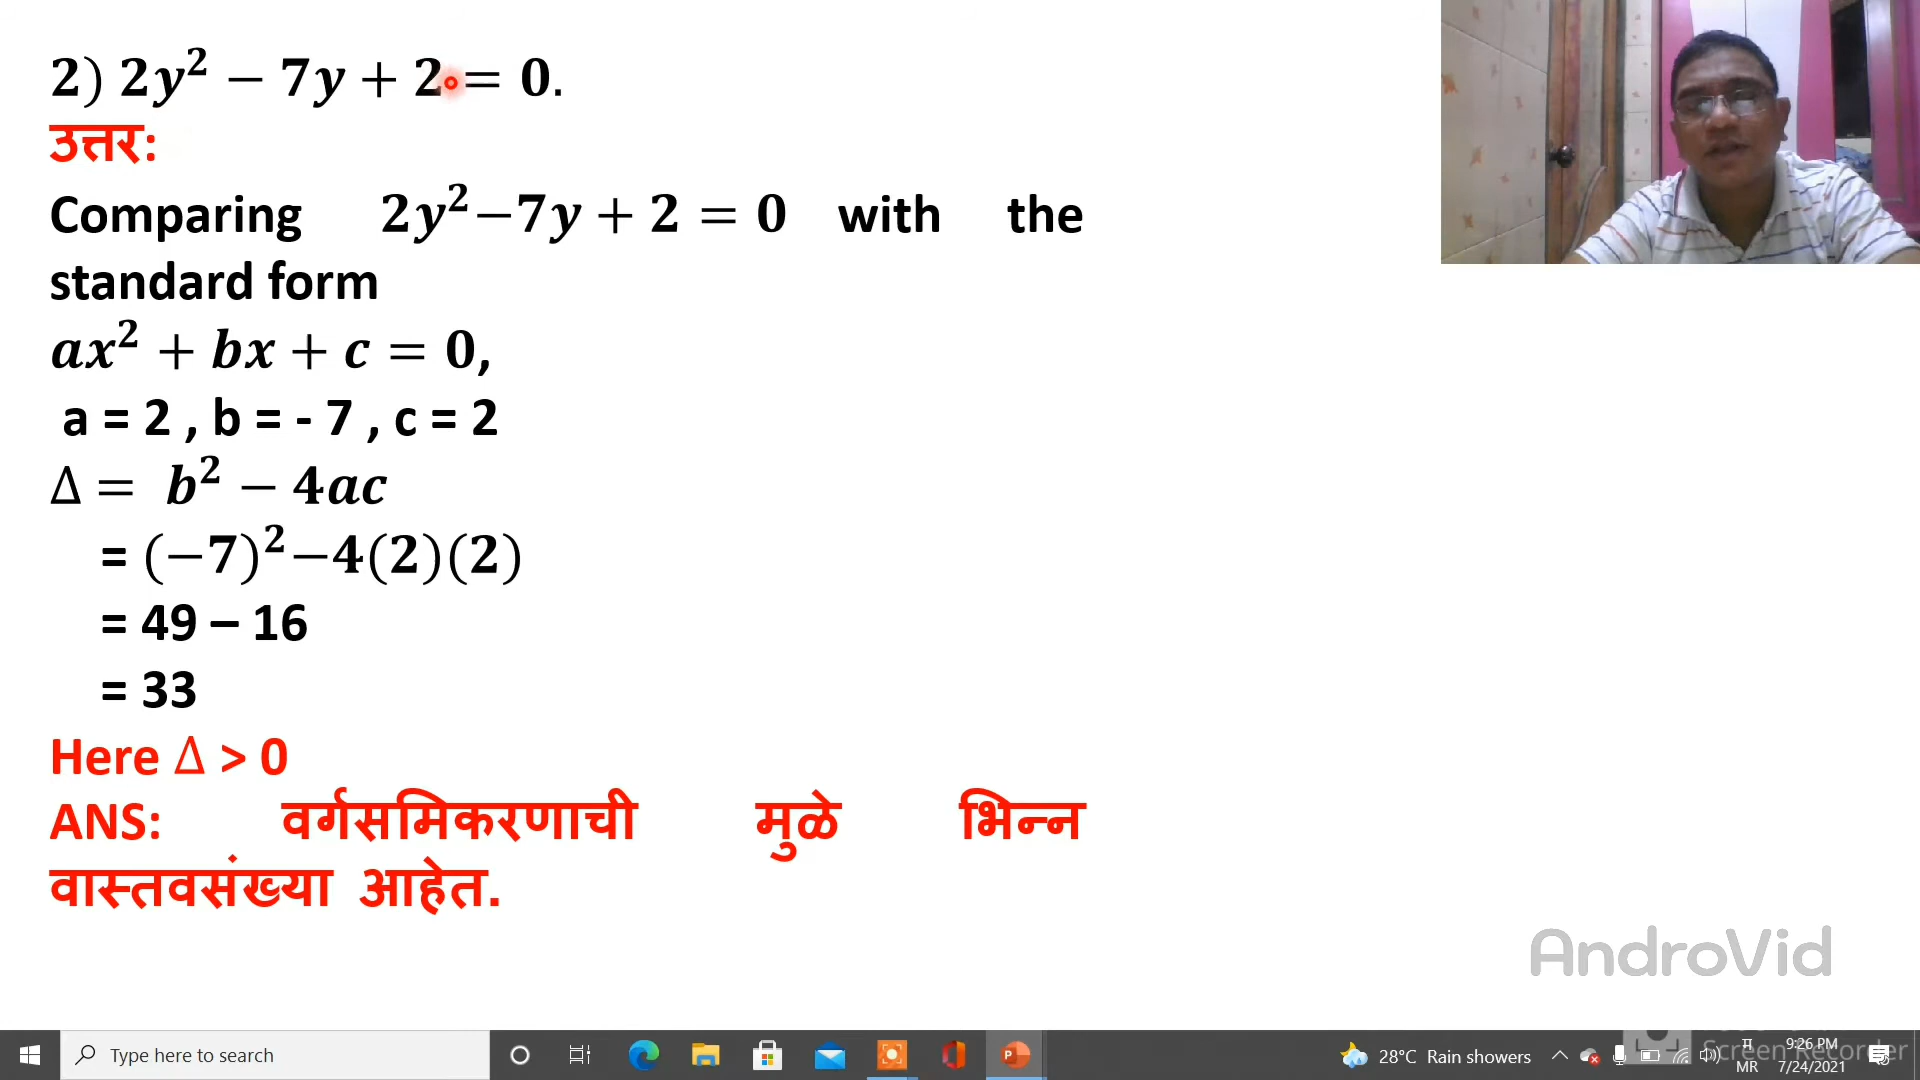 2) 2y² − 7y + 2 = 0.
उत्तर:
Comparing 2y²−7y + 2 = 0 with the
standard form
ax² + bx + c = 0,
a = 2 , b = - 7 , c = 2
Δ = b² − 4ac
= (−7)²−4(2)(2)
= 49 – 16
= 33
Here Δ > 0
ANS: वर्गसमिकरणाची मुळे भिन्न
वास्तवसंख्या आहेत.
AndroVid
Type here to search
28°C Rain showers
MR
9:26 PM
7/24/2021
Screen Recorder